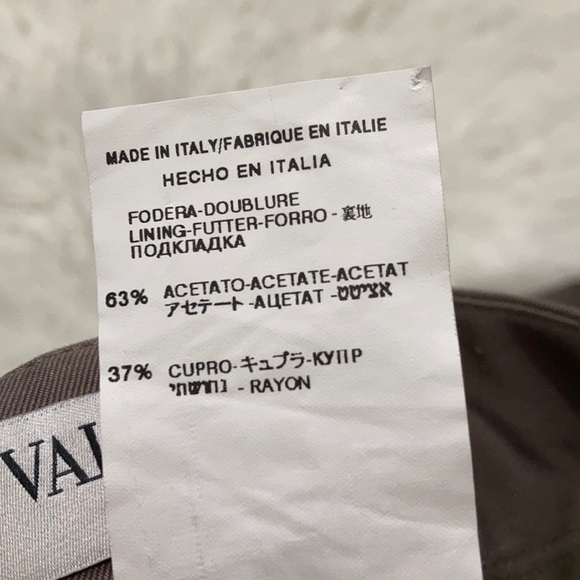 MADE IN ITALY/FABRIQUE EN ITALIE
HECHO EN ITALIA
FODERA-DOUBLURE
LINING-FUTTER-FORRO - 裏地
ПОДКЛАДКА
63% ACETATO-ACETATE-ACETAT
アセテート -АЦЕТАТ - אציטט
37% CUPRO-キュプラ-КУПР
נחושתי - RAYON
VAL